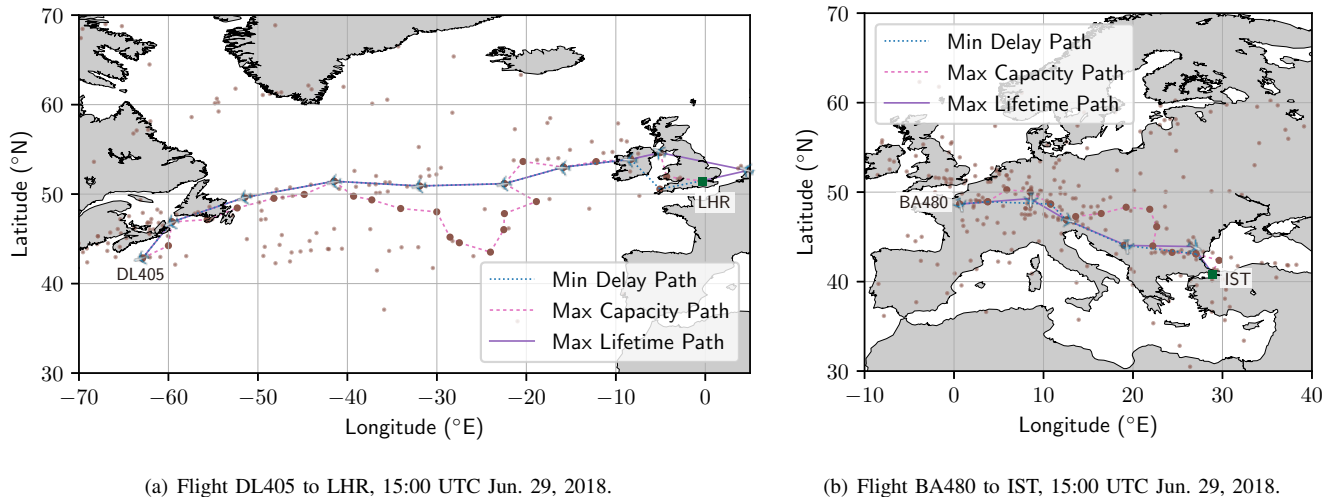 70
60
50
40
30
Latitude (°N)
−70
−60
−50
−40
−30
−20
−10
0
Longitude (°E)
DL405
LHR
Min Delay Path
Max Capacity Path
Max Lifetime Path
(a) Flight DL405 to LHR, 15:00 UTC Jun. 29, 2018.
70
60
50
40
30
Latitude (°N)
−10
0
10
20
30
40
Longitude (°E)
Min Delay Path
Max Capacity Path
Max Lifetime Path
BA480
IST
(b) Flight BA480 to IST, 15:00 UTC Jun. 29, 2018.